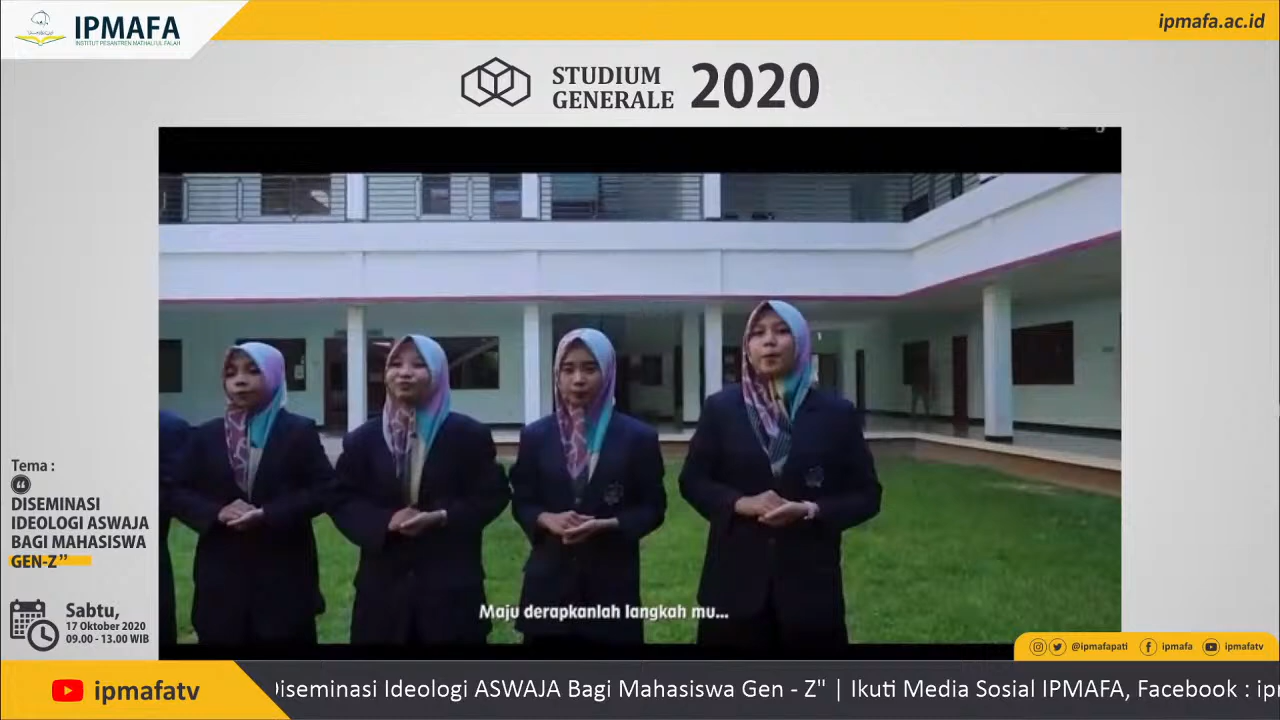 IPMAFA
INSTITUT PESANTREN MATHALI'UL FALAH
ipmafa.ac.id
STUDIUM
GENERALE
2020
Tema :
“
DISEMINASI
IDEOLOGI ASWAJA
BAGI MAHASISWA
GEN-Z”
Sabtu,
17 Oktober 2020
09.00 - 13.00 WIB
Maju derapkanlah langkah mu...
@ipmafapati
ipmafa
ipmafatv
ipmafatv
Diseminasi Ideologi ASWAJA Bagi Mahasiswa Gen - Z" | Ikuti Media Sosial IPMAFA, Facebook : ipm